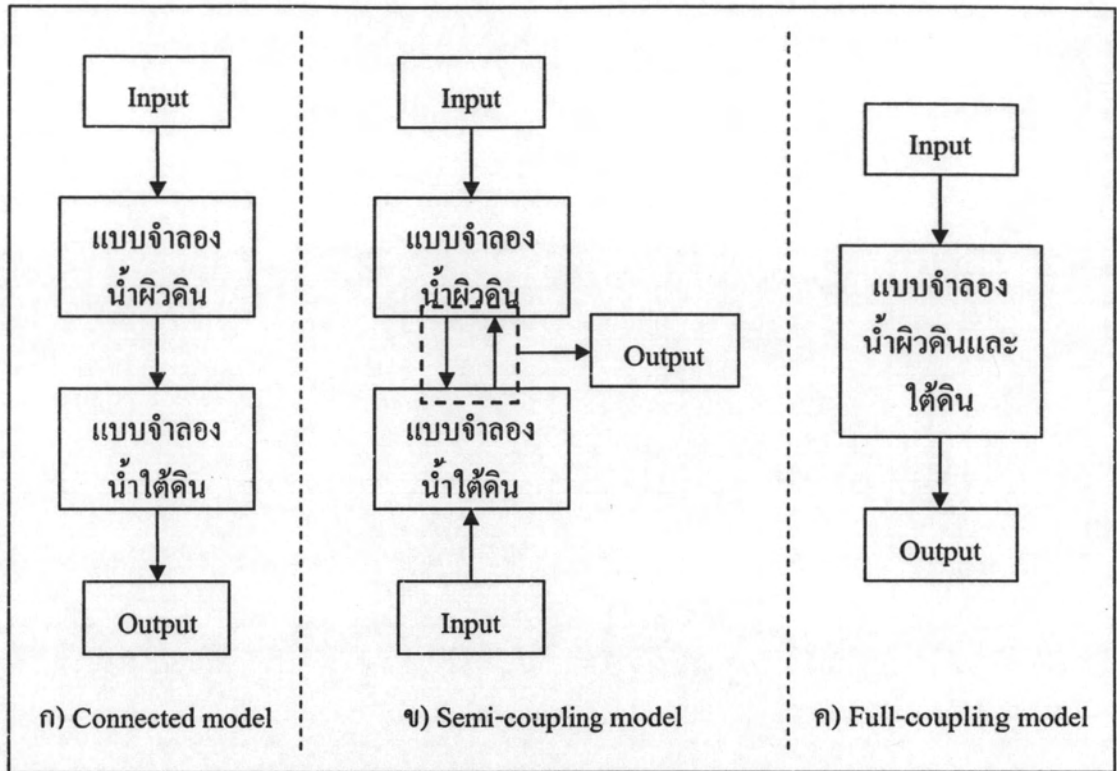 Input
แบบจำลอง
น้ำผิวดิน
แบบจำลอง
น้ำใต้ดิน
Output
ก) Connected model
Input
แบบจำลอง
น้ำผิวดิน
Output
แบบจำลอง
น้ำใต้ดิน
Input
ข) Semi-coupling model
Input
แบบจำลอง
น้ำผิวดินและ
ใต้ดิน
Output
ค) Full-coupling model